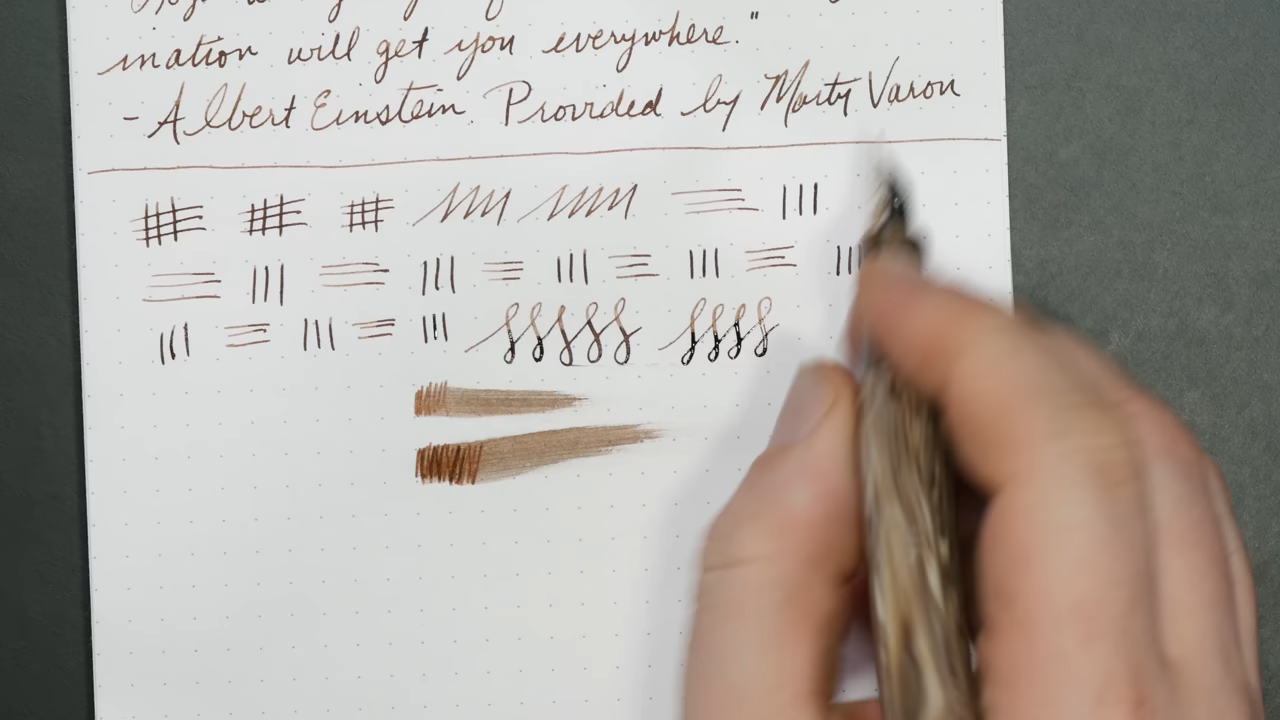 ination will get you everywhere."
- Albert Einstein. Provided by Marty Varon